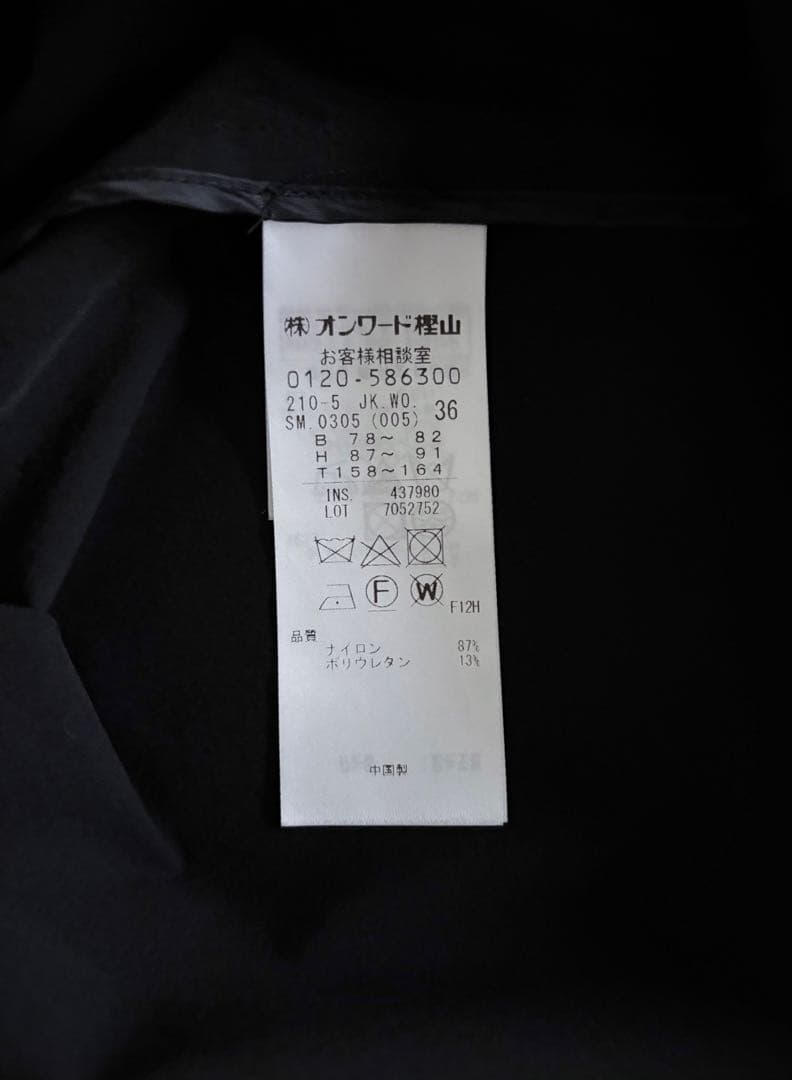 (株)オンワード樫山
お客様相談室
0120-586300
210-5 JK.WO. 36
SM.0305 (005)
B 78～ 82
H 87～ 91
T158～164
INS. 437980
LOT 7052752
F W F12H
品質
ナイロン 87%
ポリウレタン 13%
中国製